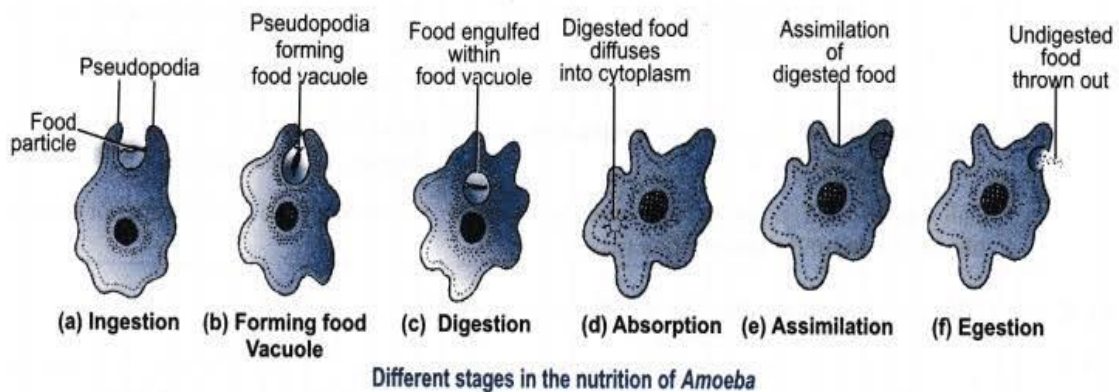 Pseudopodia
Food
particle
(a) Ingestion
Pseudopodia
forming
food vacuole
(b) Forming food
Vacuole
Food engulfed
within
food vacuole
(c) Digestion
Digested food
diffuses
into cytoplasm
(d) Absorption
Assimilation
of
digested food
(e) Assimilation
Undigested
food
thrown out
(f) Egestion
Different stages in the nutrition of Amoeba